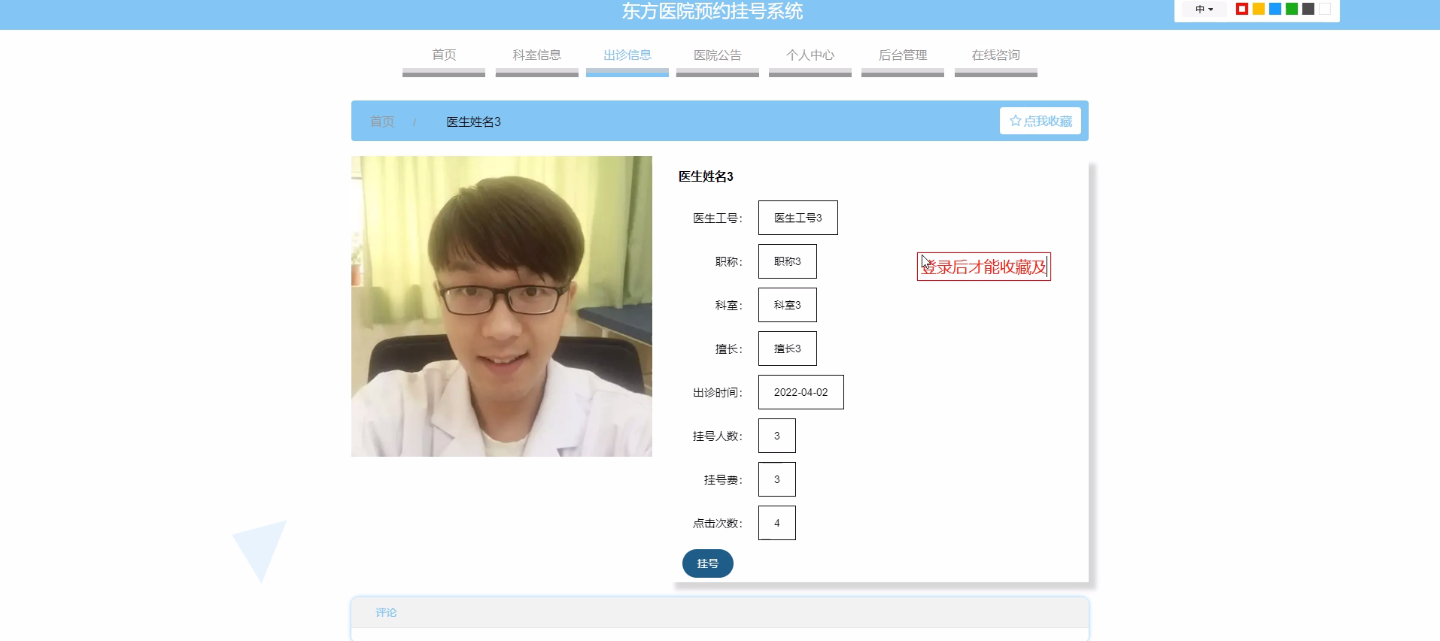 东方医院预约挂号系统
中
首页 科室信息 出诊信息 医院公告 个人中心 后台管理 在线咨询
首页 / 医生姓名3 点我收藏
医生姓名3
医生工号： 医生工号3
职称： 职称3
登录后才能收藏及
科室： 科室3
擅长： 擅长3
出诊时间： 2022-04-02
挂号人数： 3
挂号费： 3
点击次数： 4
挂号
评论